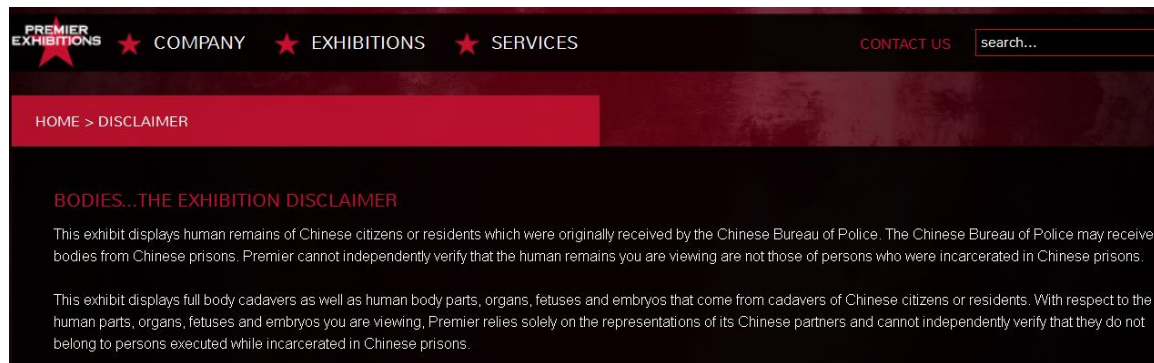 PREMIER
EXHIBITIONS
COMPANY EXHIBITIONS SERVICES CONTACT US search...
HOME > DISCLAIMER
BODIES...THE EXHIBITION DISCLAIMER
This exhibit displays human remains of Chinese citizens or residents which were originally received by the Chinese Bureau of Police. The Chinese Bureau of Police may receive
bodies from Chinese prisons. Premier cannot independently verify that the human remains you are viewing are not those of persons who were incarcerated in Chinese prisons.
This exhibit displays full body cadavers as well as human body parts, organs, fetuses and embryos that come from cadavers of Chinese citizens or residents. With respect to the
human parts, organs, fetuses and embryos you are viewing, Premier relies solely on the representations of its Chinese partners and cannot independently verify that they do not
belong to persons executed while incarcerated in Chinese prisons.